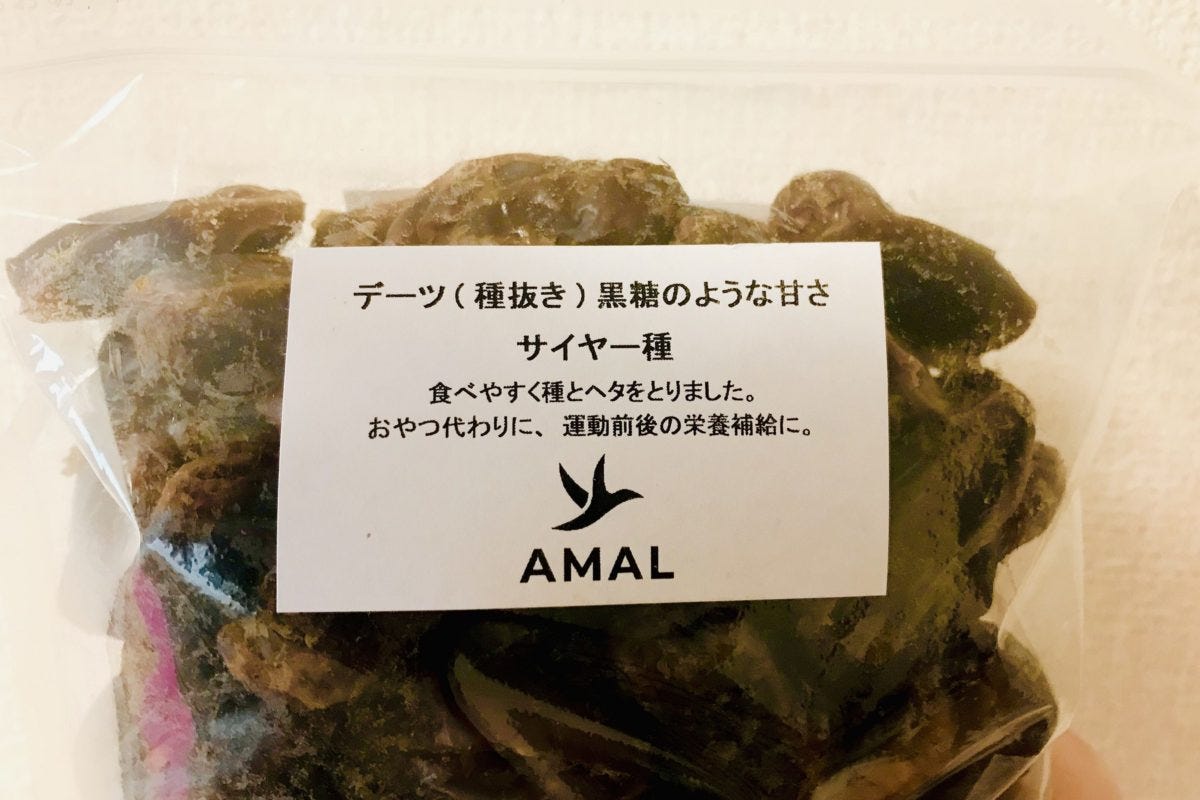 デーツ(種抜き)黒糖のような甘さ
サイヤー種
食べやすく種とヘタをとりました。
おやつ代わりに、運動前後の栄養補給に。
AMAL